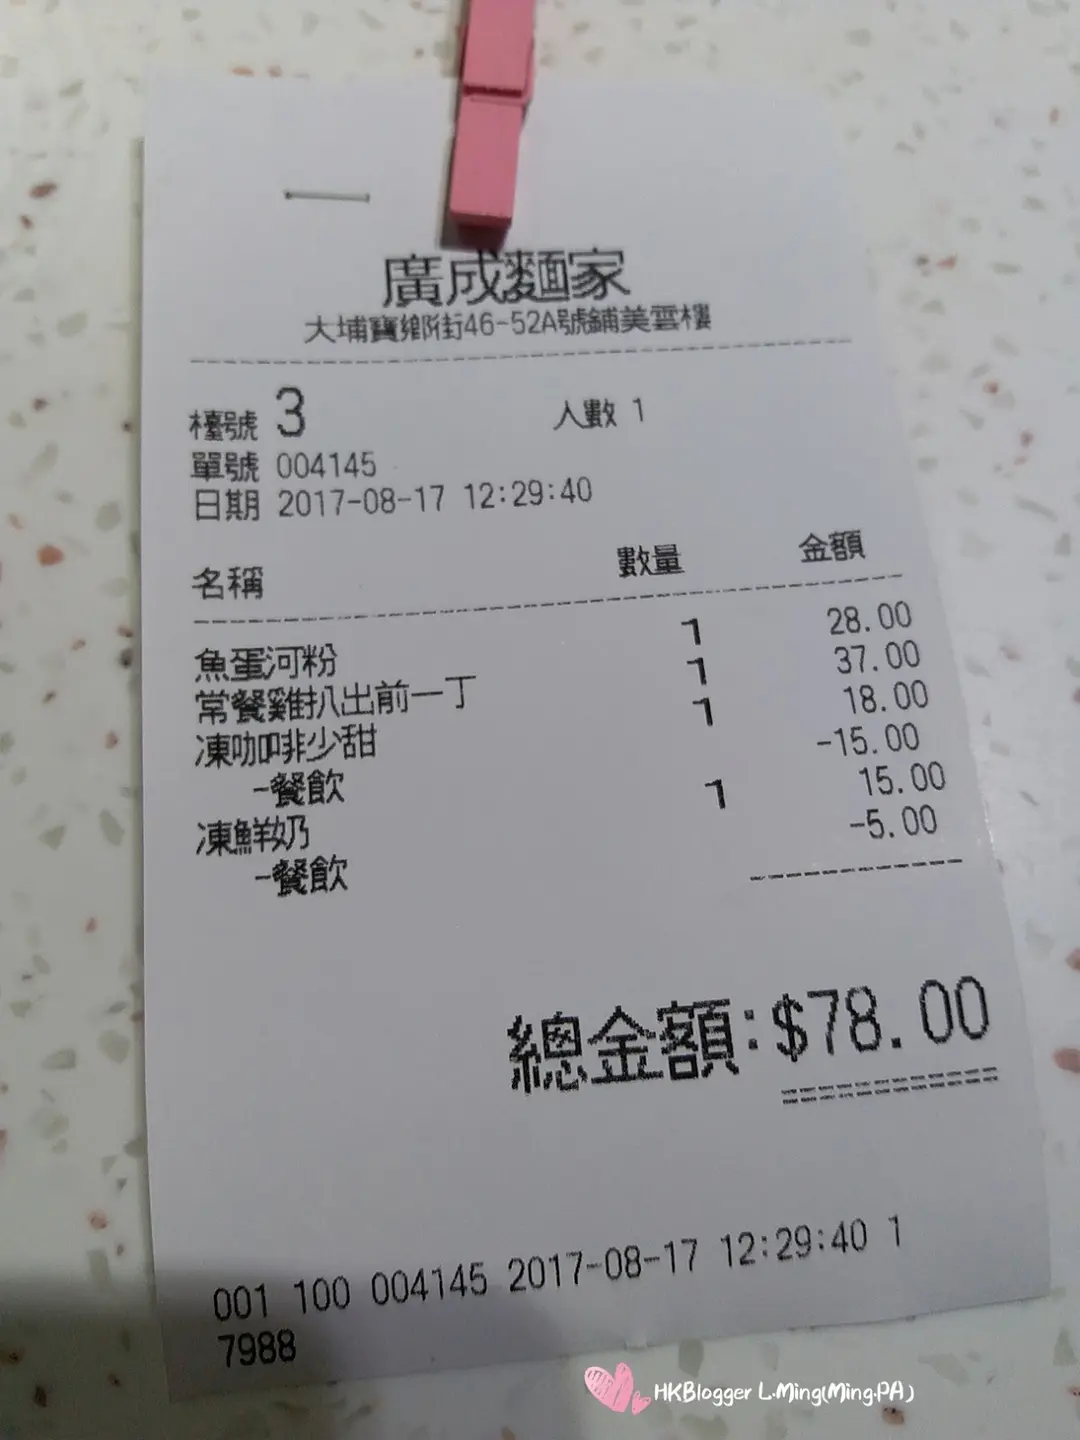 廣成麵家
大埔寶鄉街46-52A號鋪美雲樓
檯號 3 人數 1
單號 004145
日期 2017-08-17 12:29:40
名稱 數量 金額
魚蛋河粉 1 28.00
常餐雞扒出前一丁 1 37.00
凍咖啡少甜 1 18.00
-餐飲 -15.00
凍鮮奶 1 15.00
-餐飲 -5.00
總金額:$78.00
001 100 004145 2017-08-17 12:29:40 1
7988
HKBlogger L.Ming(Ming.PA)